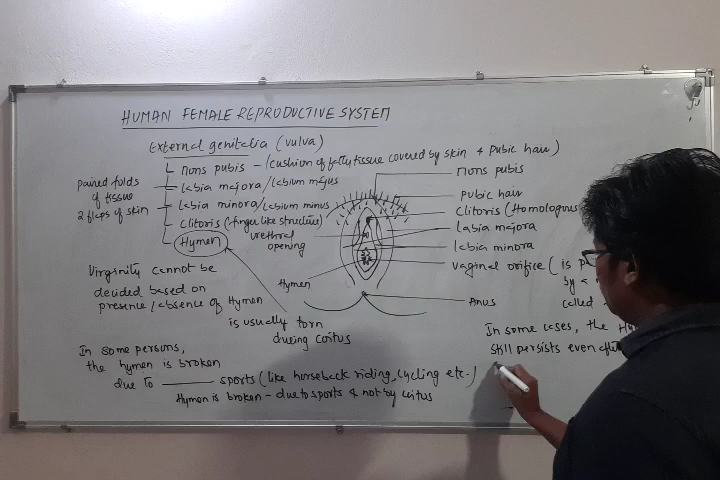 HUMAN FEMALE REPRODUCTIVE SYSTEM
External genitalia (vulva)
Mons pubis - (cushion of fatty tissue covered by skin & pubic hair)
labia majora/labium majus
labia minora/labium minus
clitoris (finger like structure)
Hymen
paired folds
of tissue
2 flaps of skin
urethral
opening
Hymen
Mons pubis
pubic hair
Clitoris (Homologous
Labia majora
labia minora
vaginal orifice (is
by a
called
Anus
Virginity cannot be
decided based on
presence/absence of Hymen
is usually torn
during coitus
In some persons,
the hymen is broken
due to sports (like horseback riding, cycling etc.)
Hymen is broken - due to sports & not by coitus
In some cases, the
still persists even